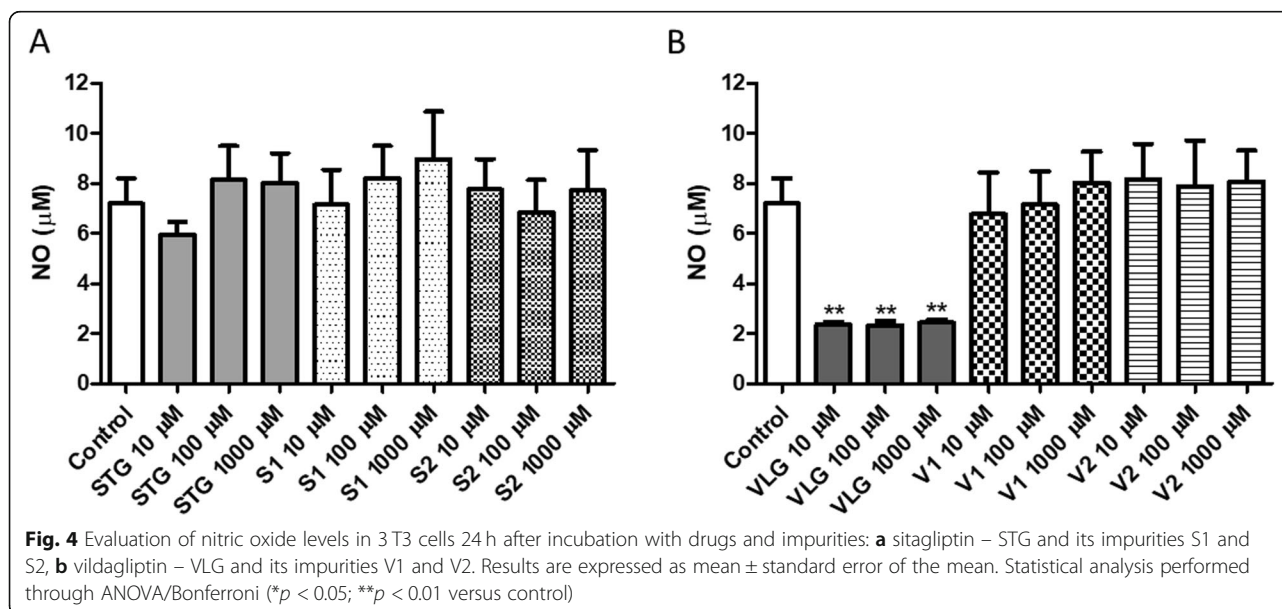 A
NO (μM)
12
10
8
6
4
2
0
Control
STG 10 μM
STG 100 μM
STG 1000 μM
S1 10 μM
S1 100 μM
S1 1000 μM
S2 10 μM
S2 100 μM
S2 1000 μM
B
NO (μM)
12
10
8
6
4
2
0
**
**
**
Control
VLG 10 μM
VLG 100 μM
VLG 1000 μM
V1 10 μM
V1 100 μM
V1 1000 μM
V2 10 μM
V2 100 μM
V2 1000 μM
Fig. 4 Evaluation of nitric oxide levels in 3 T3 cells 24 h after incubation with drugs and impurities: a sitagliptin – STG and its impurities S1 and
S2, b vildagliptin – VLG and its impurities V1 and V2. Results are expressed as mean ± standard error of the mean. Statistical analysis performed
through ANOVA/Bonferroni (*p < 0.05; **p < 0.01 versus control)